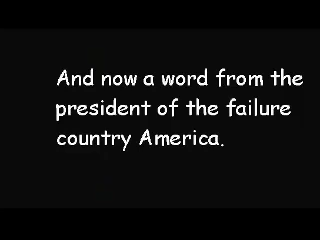 And now a word from the
president of the failure
country America.